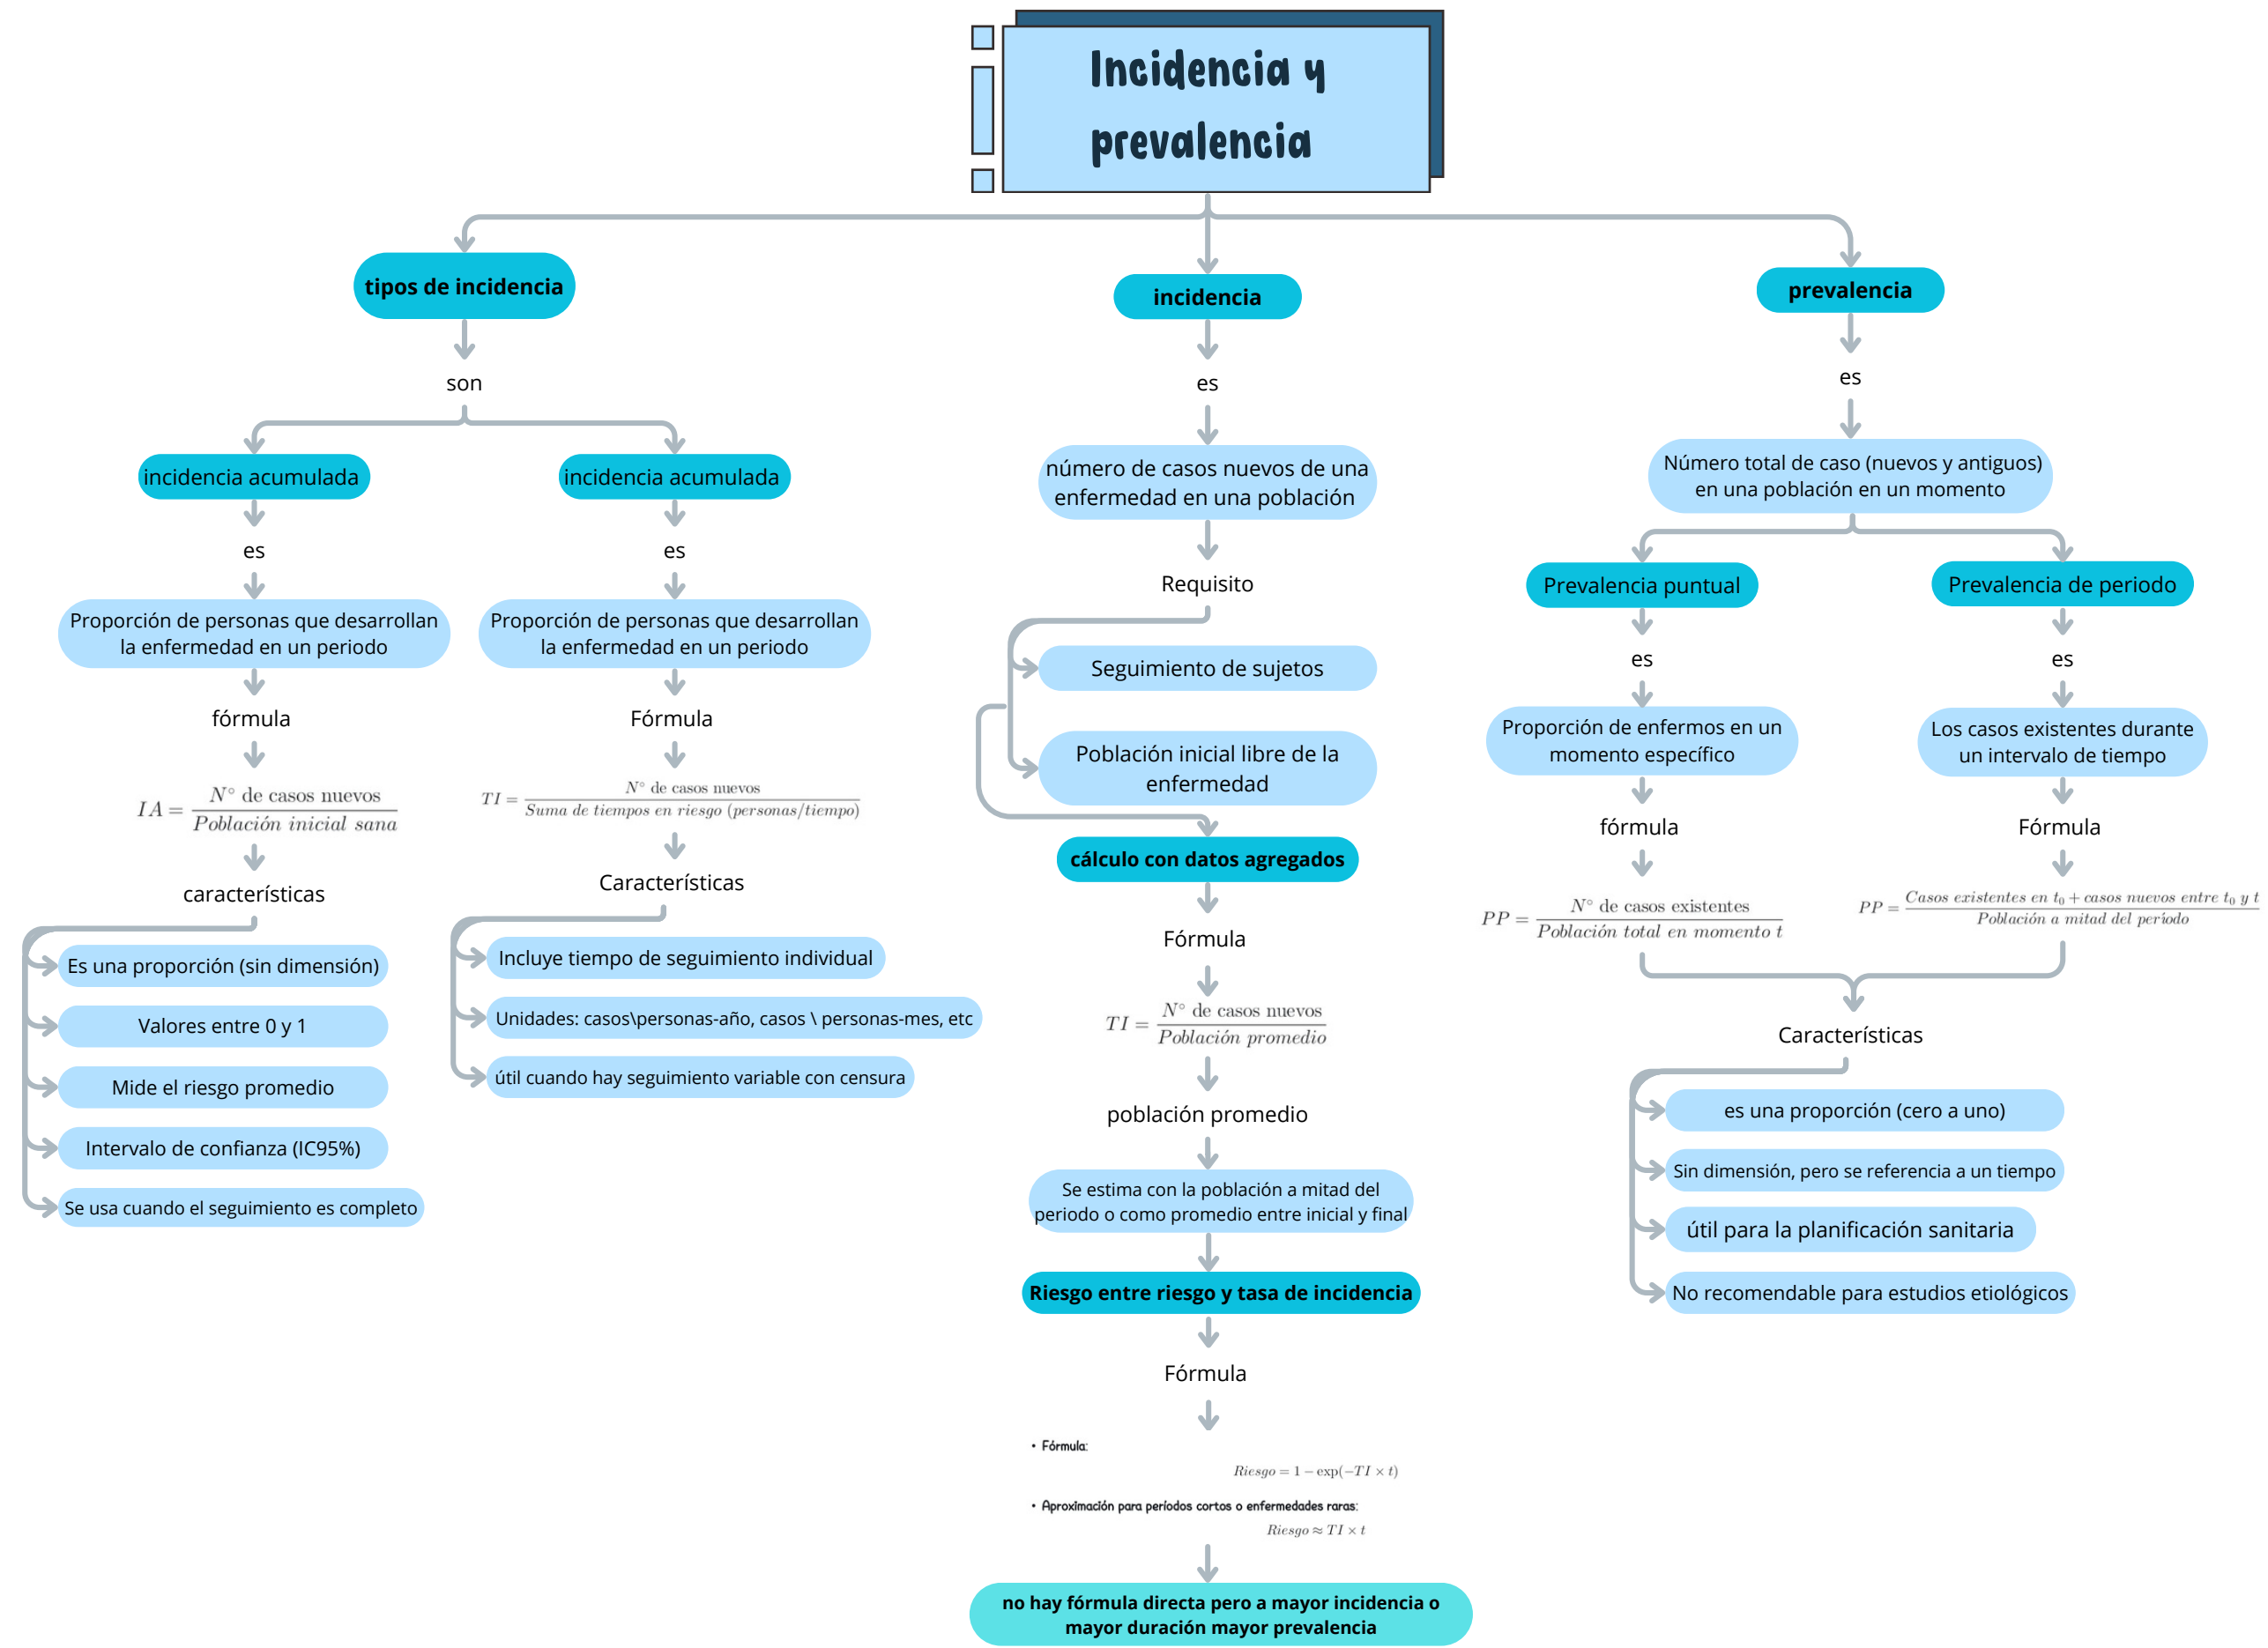 Incidencia y
prevalencia
tipos de incidencia
son
incidencia acumulada
es
Proporción de personas que desarrollan
la enfermedad en un periodo
fórmula
IA = N° de casos nuevos / Población inicial sana
características
Es una proporción (sin dimensión)
Valores entre 0 y 1
Mide el riesgo promedio
Intervalo de confianza (IC95%)
Se usa cuando el seguimiento es completo
incidencia acumulada
es
Proporción de personas que desarrollan
la enfermedad en un periodo
Fórmula
TI = N° de casos nuevos / Suma de tiempos en riesgo (personas/tiempo)
Características
Incluye tiempo de seguimiento individual
Unidades: casos\personas-año, casos \ personas-mes, etc
útil cuando hay seguimiento variable con censura
incidencia
es
número de casos nuevos de una
enfermedad en una población
Requisito
Seguimiento de sujetos
Población inicial libre de la
enfermedad
cálculo con datos agregados
Fórmula
TI = N° de casos nuevos / Población promedio
población promedio
Se estima con la población a mitad del
periodo o como promedio entre inicial y final
Riesgo entre riesgo y tasa de incidencia
Fórmula
• Fórmula:
Riesgo = 1 − exp(−TI × t)
• Aproximación para períodos cortos o enfermedades raras:
Riesgo ≈ TI × t
no hay fórmula directa pero a mayor incidencia o
mayor duración mayor prevalencia
prevalencia
es
Número total de caso (nuevos y antiguos)
en una población en un momento
Prevalencia puntual
es
Proporción de enfermos en un
momento específico
fórmula
PP = N° de casos existentes / Población total en momento t
Prevalencia de periodo
es
Los casos existentes durante
un intervalo de tiempo
Fórmula
PP = Casos existentes en t₀ + casos nuevos entre t₀ y t / Población a mitad del período
Características
es una proporción (cero a uno)
Sin dimensión, pero se referencia a un tiempo
útil para la planificación sanitaria
No recomendable para estudios etiológicos